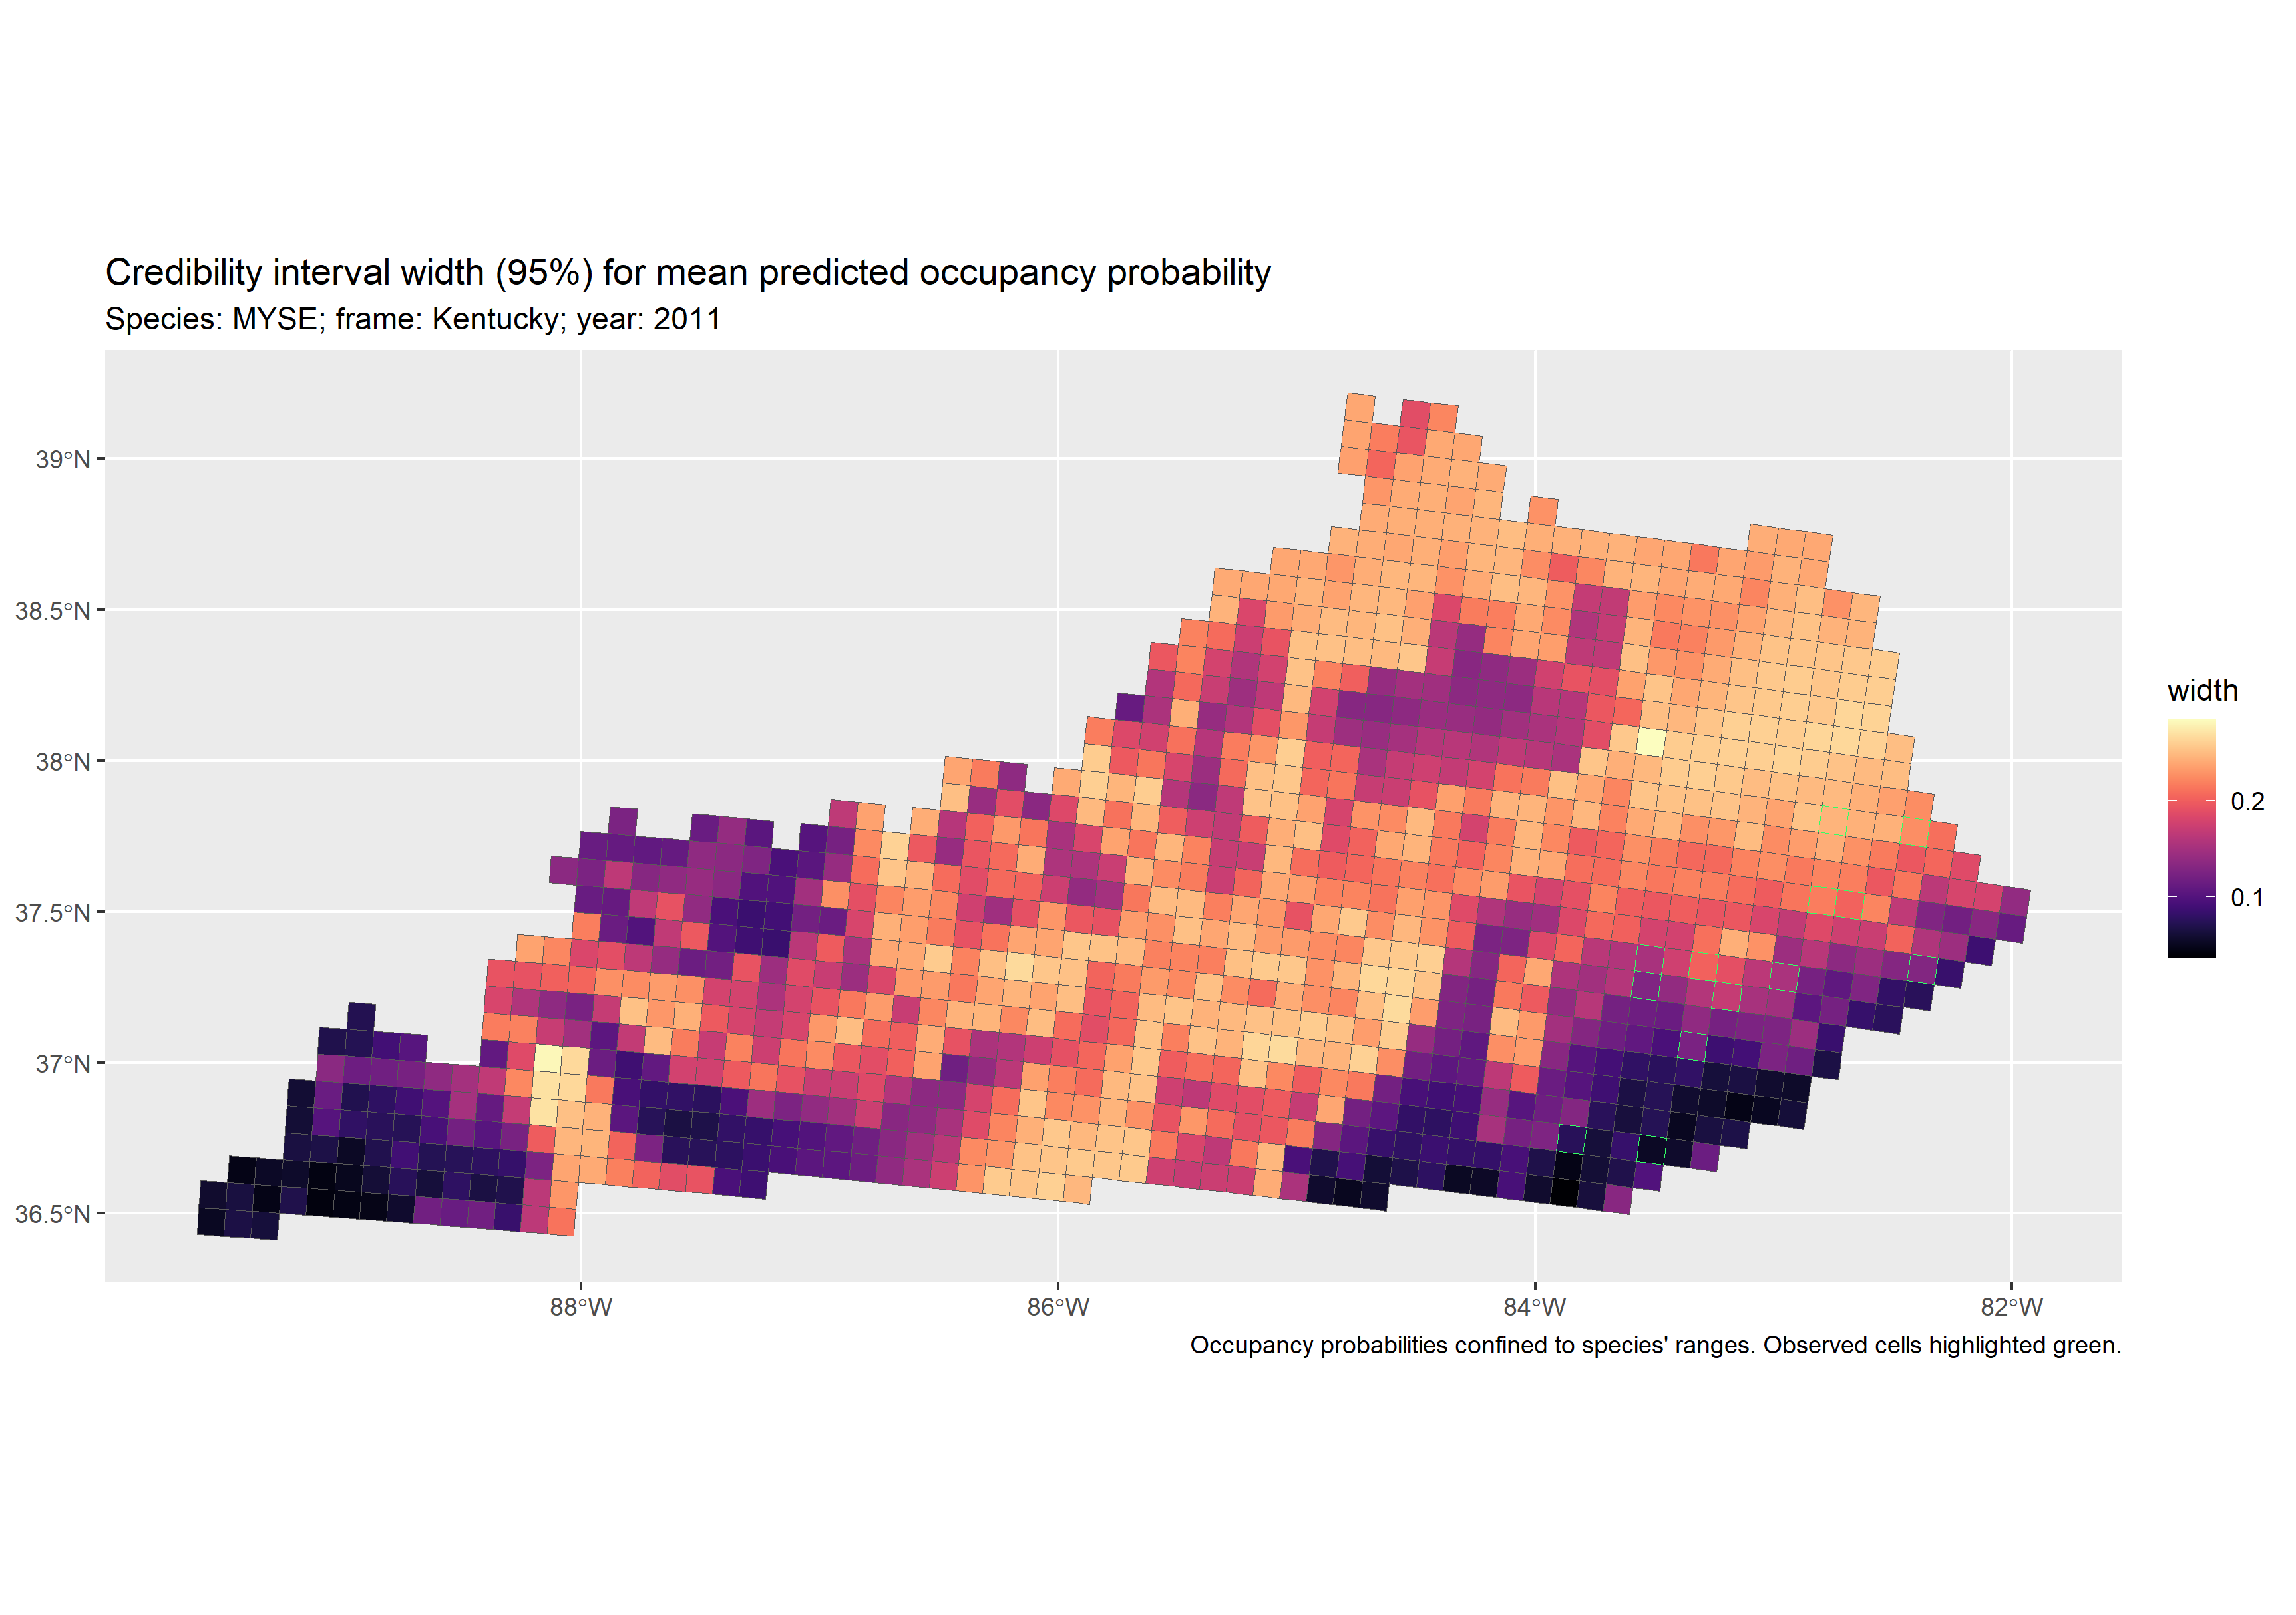 Credibility interval width (95%) for mean predicted occupancy probability
Species: MYSE; frame: Kentucky; year: 2011
39°N
38.5°N
38°N
37.5°N
37°N
36.5°N
88°W
86°W
84°W
82°W
width
0.2
0.1
Occupancy probabilities confined to species' ranges. Observed cells highlighted green.